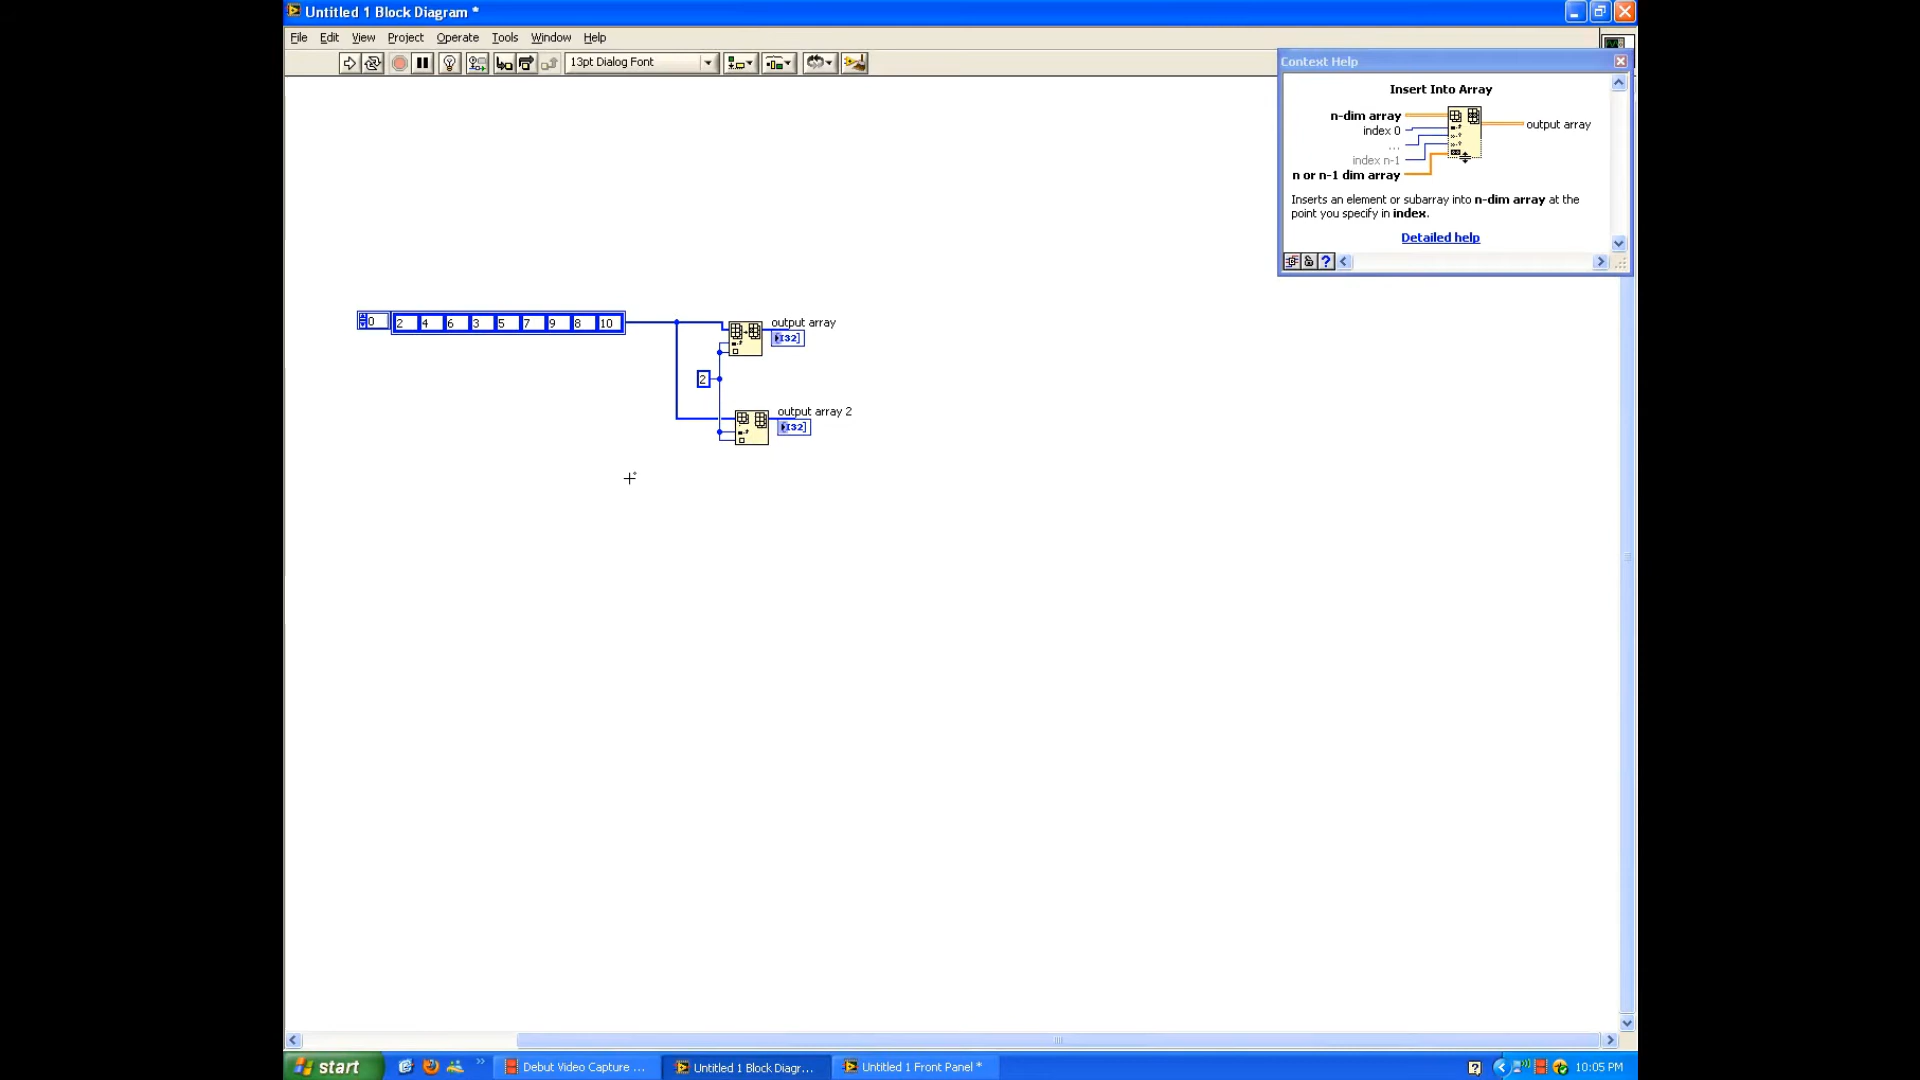 Untitled 1 Block Diagram *
File Edit View Project Operate Tools Window Help
13pt Dialog Font
Context Help
Insert Into Array
n-dim array
index 0
...
index n-1
n or n-1 dim array
output array
Inserts an element or subarray into n-dim array at the
point you specify in index.
Detailed help
?
0 2 4 6 3 5 7 9 8 10
output array
I32]
2
output array 2
I32]
start
Debut Video Capture ...
Untitled 1 Block Diagr...
Untitled 1 Front Panel *
10:05 PM